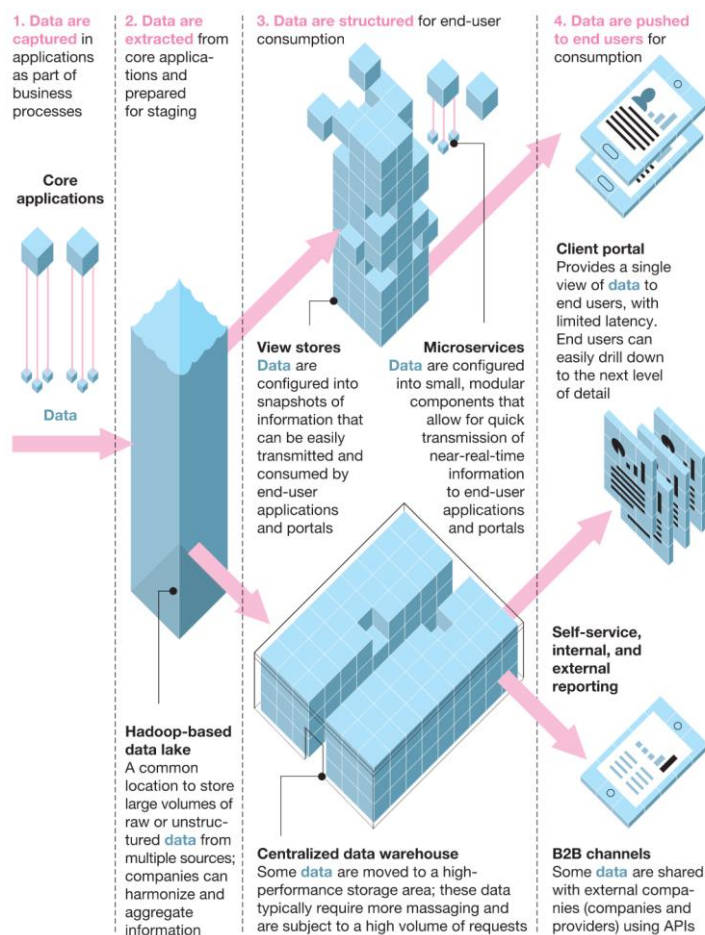 1. Data are
captured in
applications
as part of
business
processes
2. Data are
extracted from
core applica-
tions and
prepared
for staging
3. Data are structured for end-user
consumption
4. Data are pushed
to end users for
consumption
Core
applications
Data
View stores
Data are
configured into
snapshots of
information that
can be easily
transmitted and
consumed by
end-user
applications
and portals
Microservices
Data are configured
into small, modular
components that
allow for quick
transmission of
near-real-time
information
to end-user
applications
and portals
Client portal
Provides a single
view of data to
end users, with
limited latency.
End users can
easily drill down
to the next level
of detail
Hadoop-based
data lake
A common
location to store
large volumes of
raw or unstruc-
tured data from
multiple sources;
companies can
harmonize and
aggregate
information
Centralized data warehouse
Some data are moved to a high-
performance storage area; these data
typically require more massaging and
are subject to a high volume of requests
Self-service,
internal, and
external
reporting
B2B channels
Some data are shared
with external compa-
nies (companies and
providers) using APIs